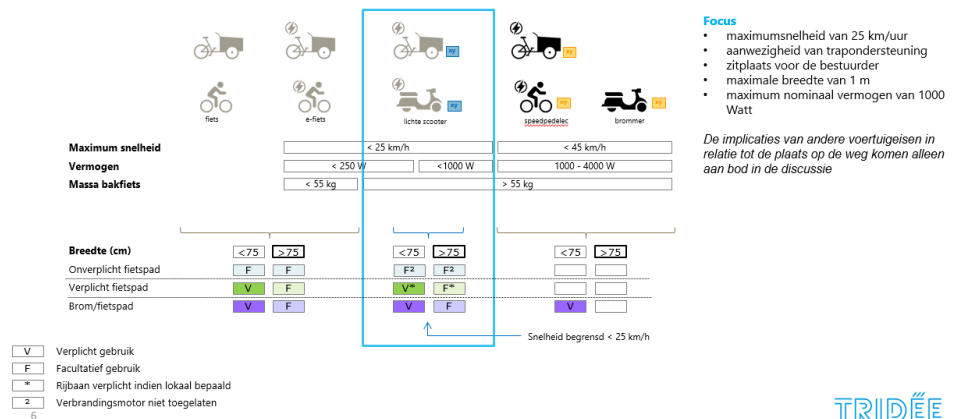 Focus
• maximumsnelheid van 25 km/uur
• aanwezigheid van trapondersteuning
• zitplaats voor de bestuurder
• maximale breedte van 1 m
• maximum nominaal vermogen van 1000
Watt
De implicaties van andere voertuigeisen in
relatie tot de plaats op de weg komen alleen
aan bod in de discussie
xy xy
xy xy xy
fiets e-fiets lichte scooter speedpedelec brommer
Maximum snelheid < 25 km/h < 45 km/h
Vermogen < 250 W <1000 W 1000 - 4000 W
Massa bakfiets < 55 kg > 55 kg
Breedte (cm) <75 >75 <75 >75 <75 >75
Onverplicht fietspad F F F² F²
Verplicht fietspad V F V* F*
Brom/fietspad V F V F V
Snelheid begrensd < 25 km/h
V Verplicht gebruik
F Facultatief gebruik
* Rijbaan verplicht indien lokaal bepaald
² Verbrandingsmotor niet toegelaten
6
TRIDÉE